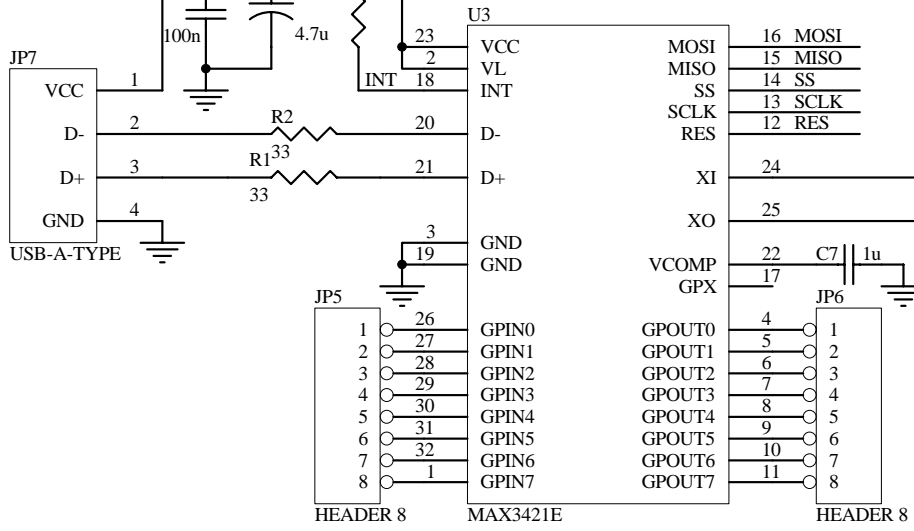 U3
100n
4.7u
23 VCC MOSI 16 MOSI
2 VL MISO 15 MISO
INT 18 INT SS 14 SS
SCLK 13 SCLK
RES 12 RES
JP7
VCC 1
D- 2 R2 33 20 D-
D+ 3 R1 33 21 D+
XI 24
XO 25
GND 4
USB-A-TYPE
3 GND
19 GND
VCOMP 22 C7 1u
GPX 17
JP5
JP6
1 26 GPIN0 GPOUT0 4 1
2 27 GPIN1 GPOUT1 5 2
3 28 GPIN2 GPOUT2 6 3
4 29 GPIN3 GPOUT3 7 4
5 30 GPIN4 GPOUT4 8 5
6 31 GPIN5 GPOUT5 9 6
7 32 GPIN6 GPOUT6 10 7
8 1 GPIN7 GPOUT7 11 8
HEADER 8
MAX3421E
HEADER 8